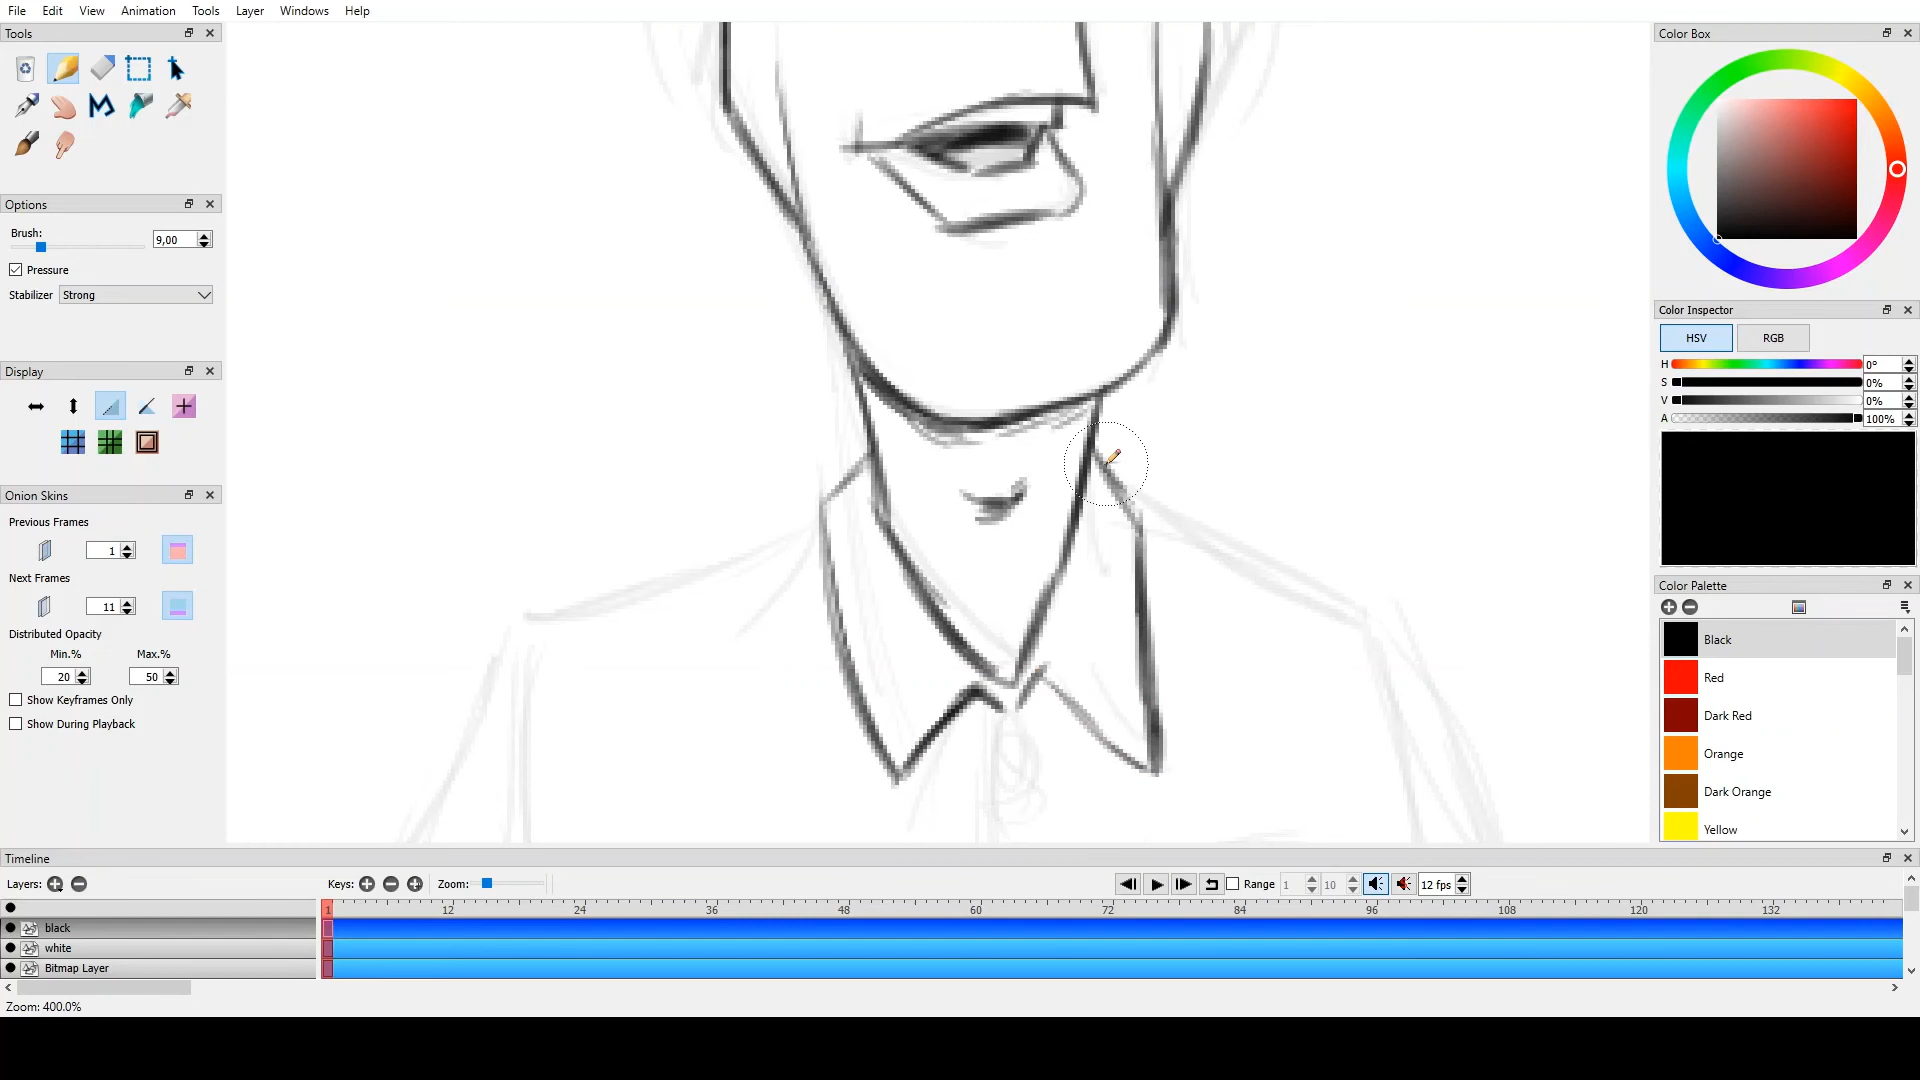 File Edit View Animation Tools Layer Windows Help
Tools
Options
Brush:
9,00
Pressure
Stabilizer Strong
Display
Onion Skins
Previous Frames
1
Next Frames
11
Distributed Opacity
Min.% Max.%
20 50
Show Keyframes Only
Show During Playback
Color Box
Color Inspector
HSV RGB
H 0°
S 0%
V 0%
A 100%
Color Palette
Black
Red
Dark Red
Orange
Dark Orange
Yellow
Timeline
Layers: Keys: Zoom: Range 1 10 12 fps
1 12 24 36 48 60 72 84 96 108 120 132
black
white
Bitmap Layer
Zoom: 400.0%